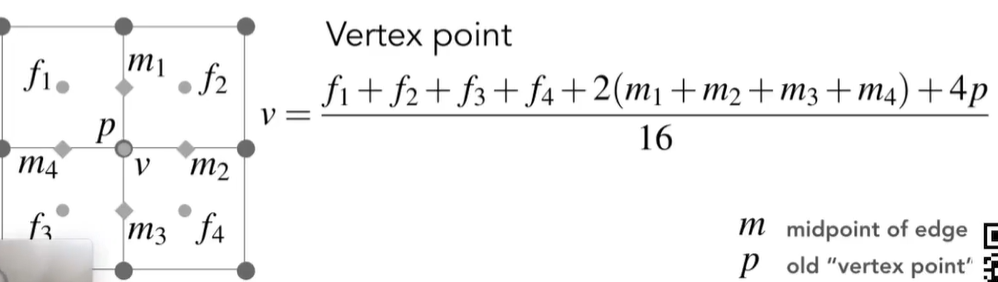 Vertex point
f₁ m₁ f₂
v = (f₁ + f₂ + f₃ + f₄ + 2(m₁ + m₂ + m₃ + m₄) + 4p) / 16
p
m₄ v m₂
f₃ m₃ f₄
m midpoint of edge
p old “vertex point”